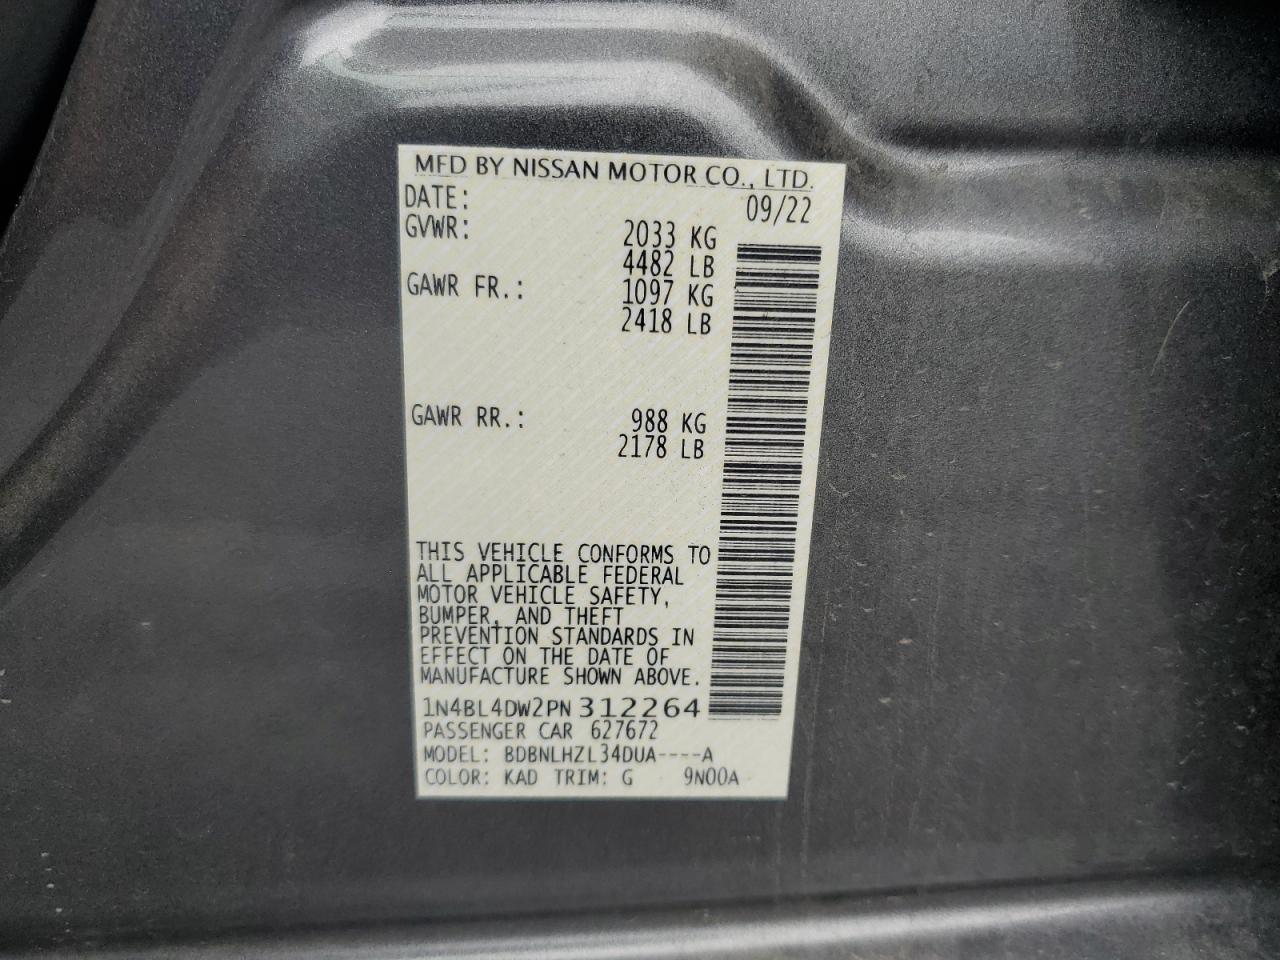 MFD BY NISSAN MOTOR CO., LTD.
DATE: 09/22
GVWR: 2033 KG
4482 LB
GAWR FR.: 1097 KG
2418 LB
GAWR RR.: 988 KG
2178 LB
THIS VEHICLE CONFORMS TO
ALL APPLICABLE FEDERAL
MOTOR VEHICLE SAFETY,
BUMPER, AND THEFT
PREVENTION STANDARDS IN
EFFECT ON THE DATE OF
MANUFACTURE SHOWN ABOVE.
1N4BL4DW2PN312264
PASSENGER CAR 627672
MODEL: BDBNLHZL34DUA----A
COLOR: KAD TRIM: G 9N00A